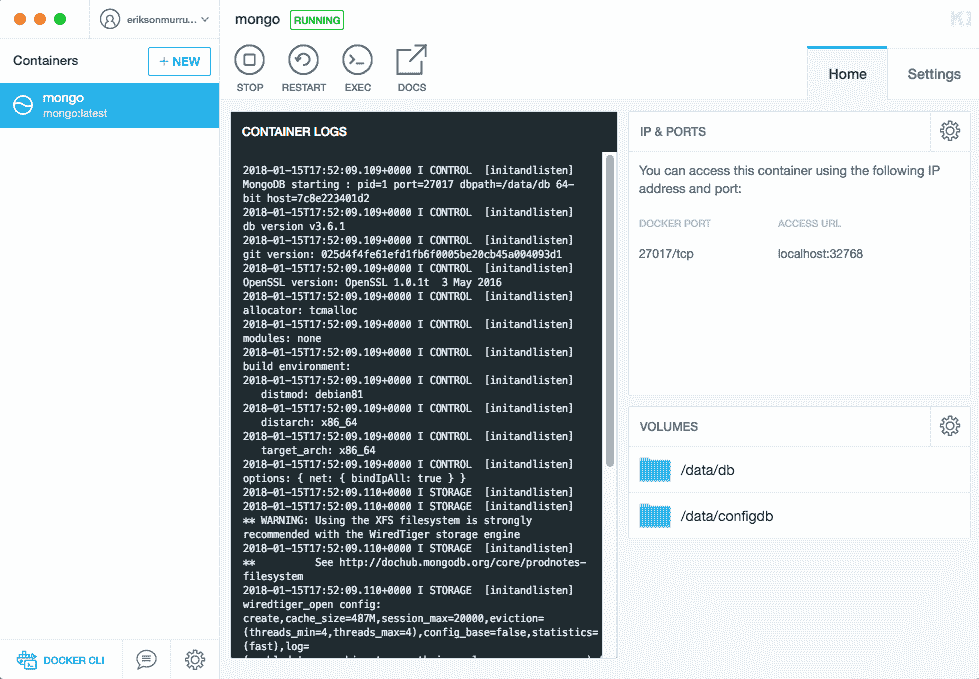 eriksonmurru...
Containers
+ NEW
mongo
mongo:latest
DOCKER CLI
mongo RUNNING
STOP
RESTART
EXEC
DOCS
Home
Settings
CONTAINER LOGS
2018-01-15T17:52:09.109+0000 I CONTROL  [initandlisten]
MongoDB starting : pid=1 port=27017 dbpath=/data/db 64-
bit host=7c8e223401d2
2018-01-15T17:52:09.109+0000 I CONTROL  [initandlisten]
db version v3.6.1
2018-01-15T17:52:09.109+0000 I CONTROL  [initandlisten]
git version: 025d4f4fe61efd1fb6f0005be20cb45a004093d1
2018-01-15T17:52:09.109+0000 I CONTROL  [initandlisten]
OpenSSL version: OpenSSL 1.0.1t  3 May 2016
2018-01-15T17:52:09.109+0000 I CONTROL  [initandlisten]
allocator: tcmalloc
2018-01-15T17:52:09.109+0000 I CONTROL  [initandlisten]
modules: none
2018-01-15T17:52:09.109+0000 I CONTROL  [initandlisten]
build environment:
2018-01-15T17:52:09.109+0000 I CONTROL  [initandlisten]
distmod: debian81
2018-01-15T17:52:09.109+0000 I CONTROL  [initandlisten]
distarch: x86_64
2018-01-15T17:52:09.109+0000 I CONTROL  [initandlisten]
target_arch: x86_64
2018-01-15T17:52:09.109+0000 I CONTROL  [initandlisten]
options: { net: { bindIpAll: true } }
2018-01-15T17:52:09.110+0000 I STORAGE  [initandlisten]
2018-01-15T17:52:09.110+0000 I STORAGE  [initandlisten]
** WARNING: Using the XFS filesystem is strongly
recommended with the WiredTiger storage engine
2018-01-15T17:52:09.110+0000 I STORAGE  [initandlisten]
**          See http://dochub.mongodb.org/core/prodnotes-
filesystem
2018-01-15T17:52:09.110+0000 I STORAGE  [initandlisten]
wiredtiger_open config:
create,cache_size=487M,session_max=20000,eviction=
(threads_min=4,threads_max=4),config_base=false,statistics=
(fast),log=
IP & PORTS
You can access this container using the following IP
address and port:
DOCKER PORT ACCESS URL
27017/tcp localhost:32768
VOLUMES
/data/db
/data/configdb